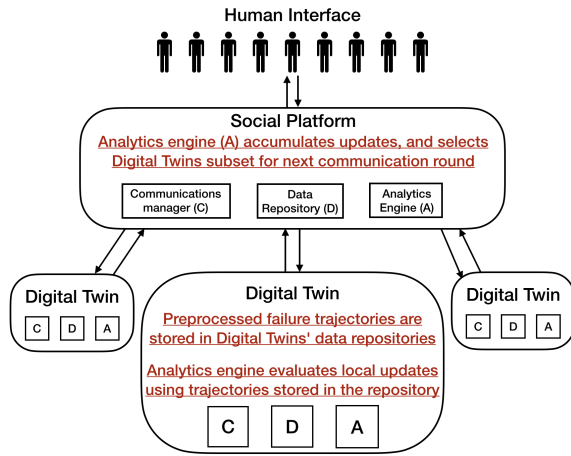 Human Interface
Social Platform
Analytics engine (A) accumulates updates, and selects
Digital Twins subset for next communication round
Communications
manager (C)
Data
Repository (D)
Analytics
Engine (A)
Digital Twin
C D A
Digital Twin
Preprocessed failure trajectories are
stored in Digital Twins' data repositories
Analytics engine evaluates local updates
using trajectories stored in the repository
C D A
Digital Twin
C D A